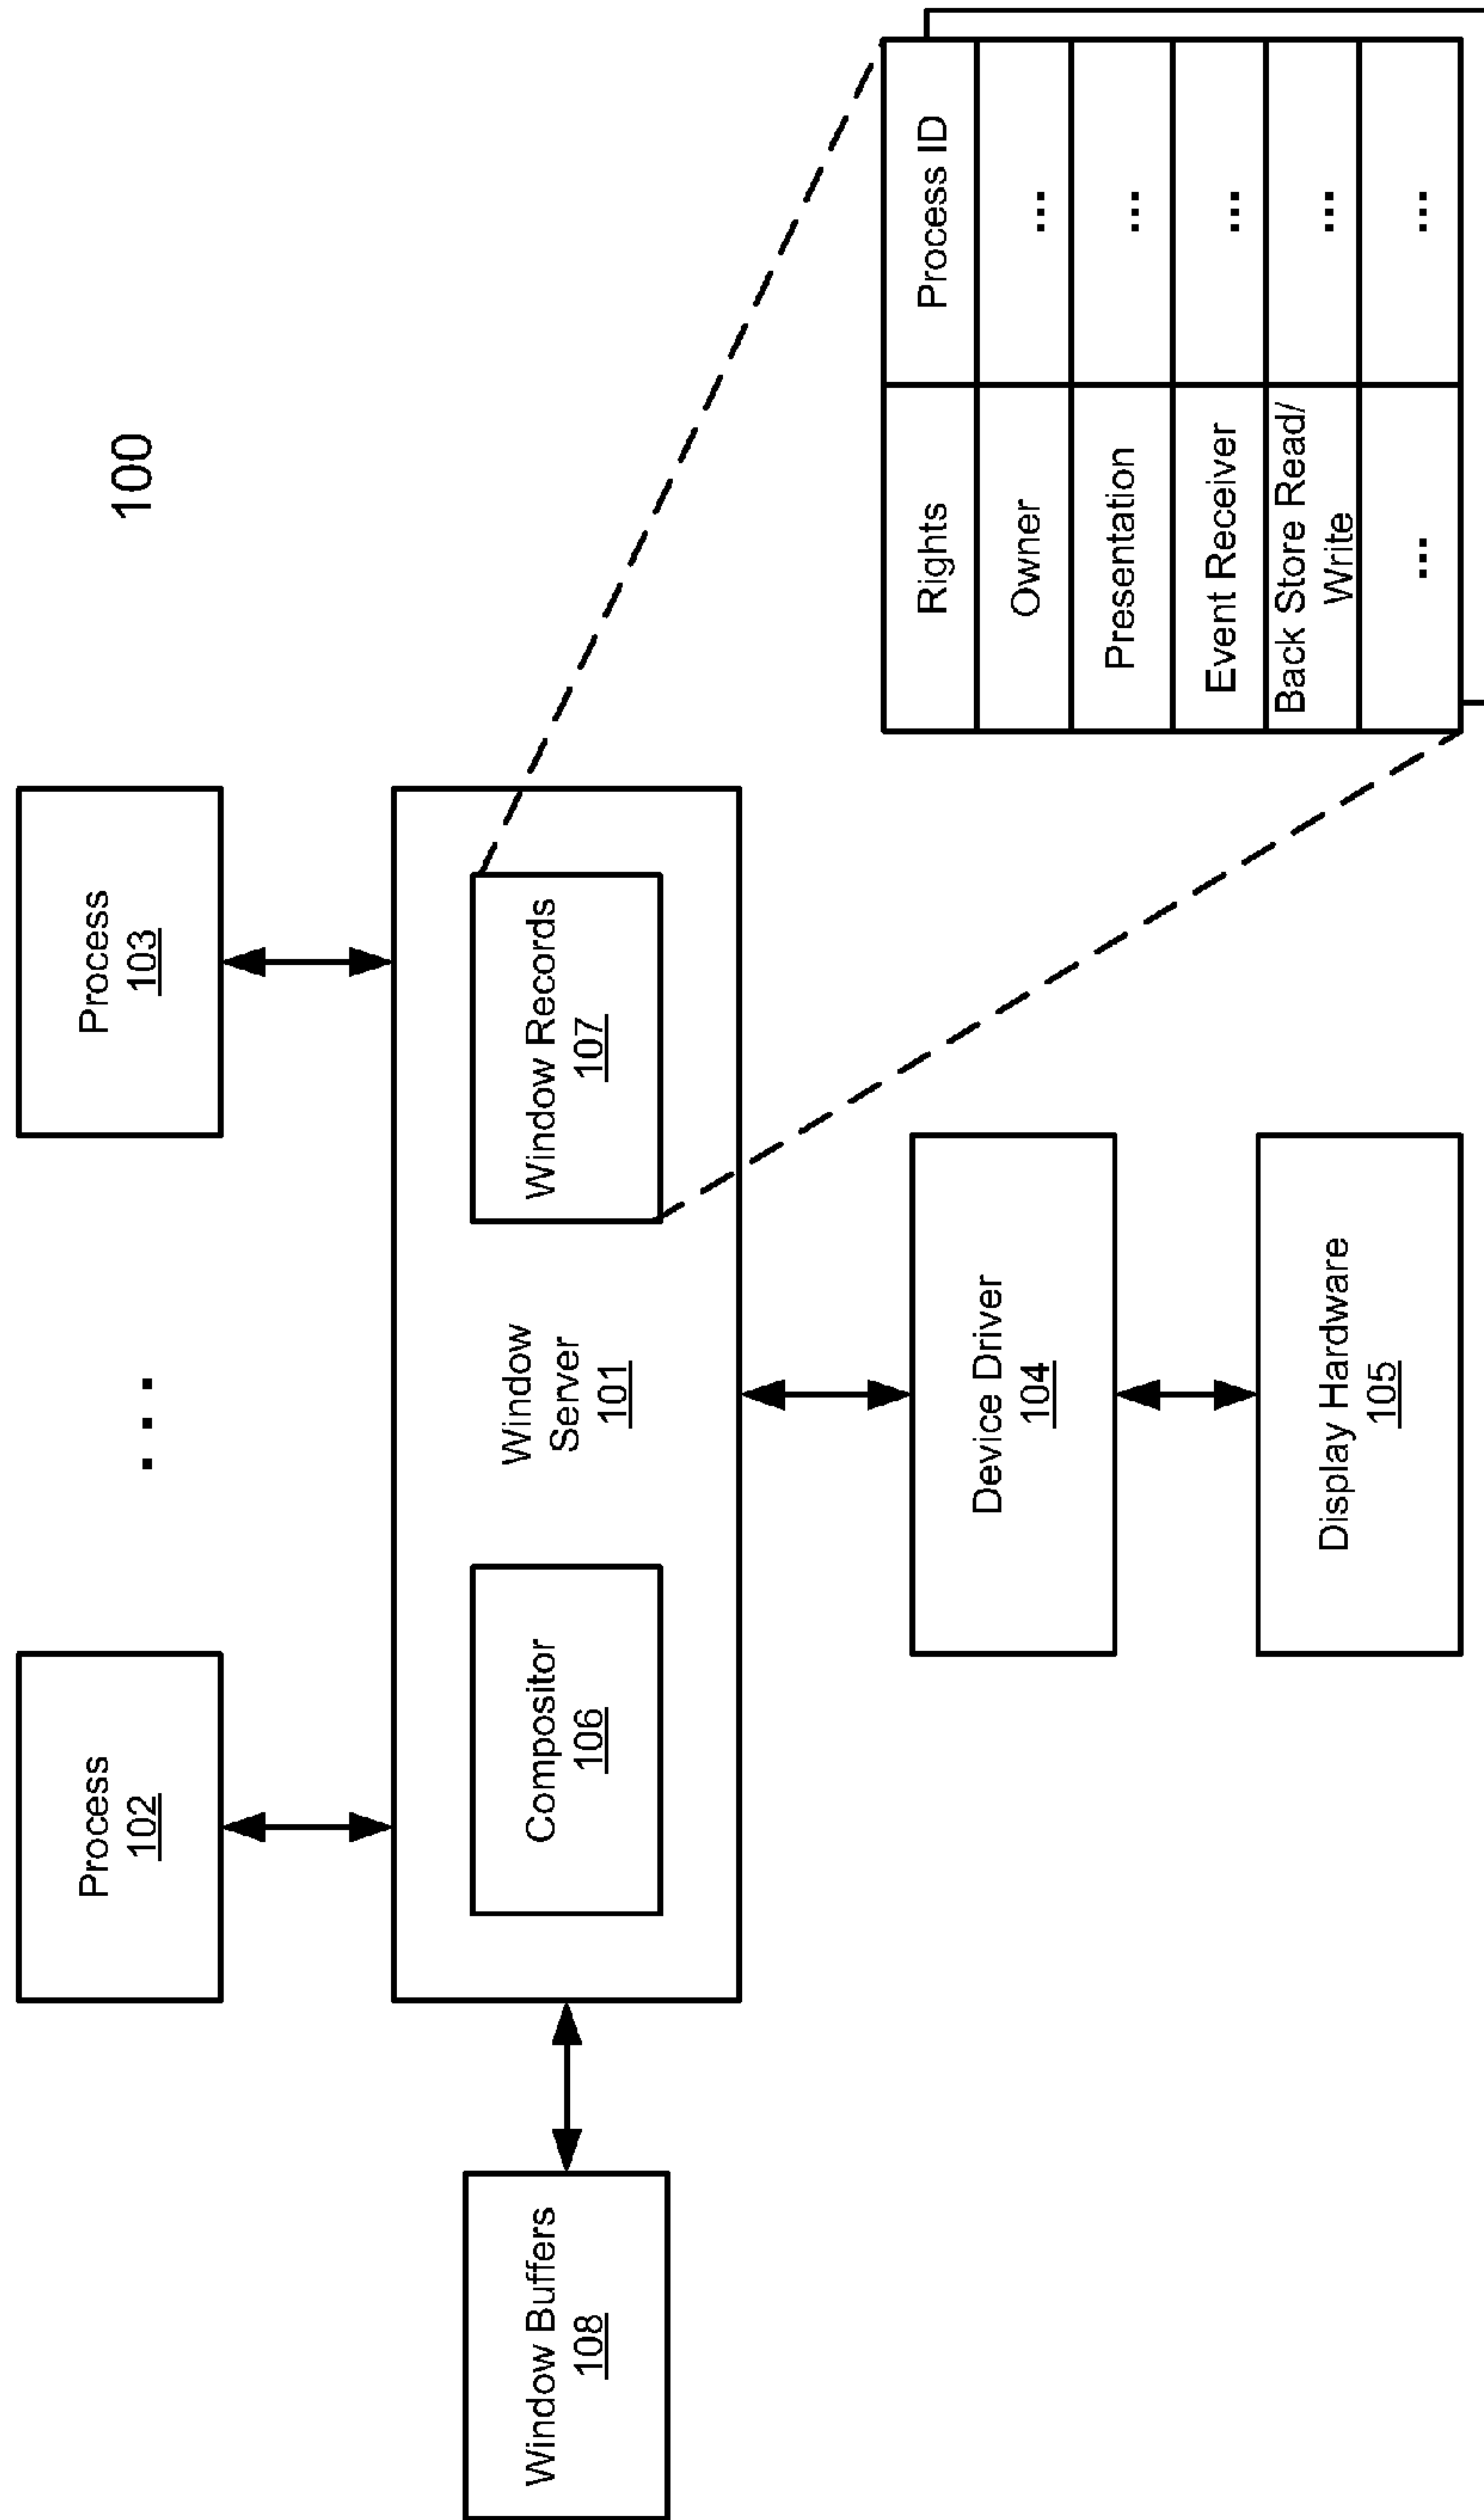 100
Process
102
. . .
Process
103
Window Buffers
108
Compositor
106
Window
Server
101
Window Records
107
Device Driver
104
Display Hardware
105
Rights
Process ID
Owner
...
Presentation
...
Event Receiver
...
Back Store Read/
Write
...
...
...